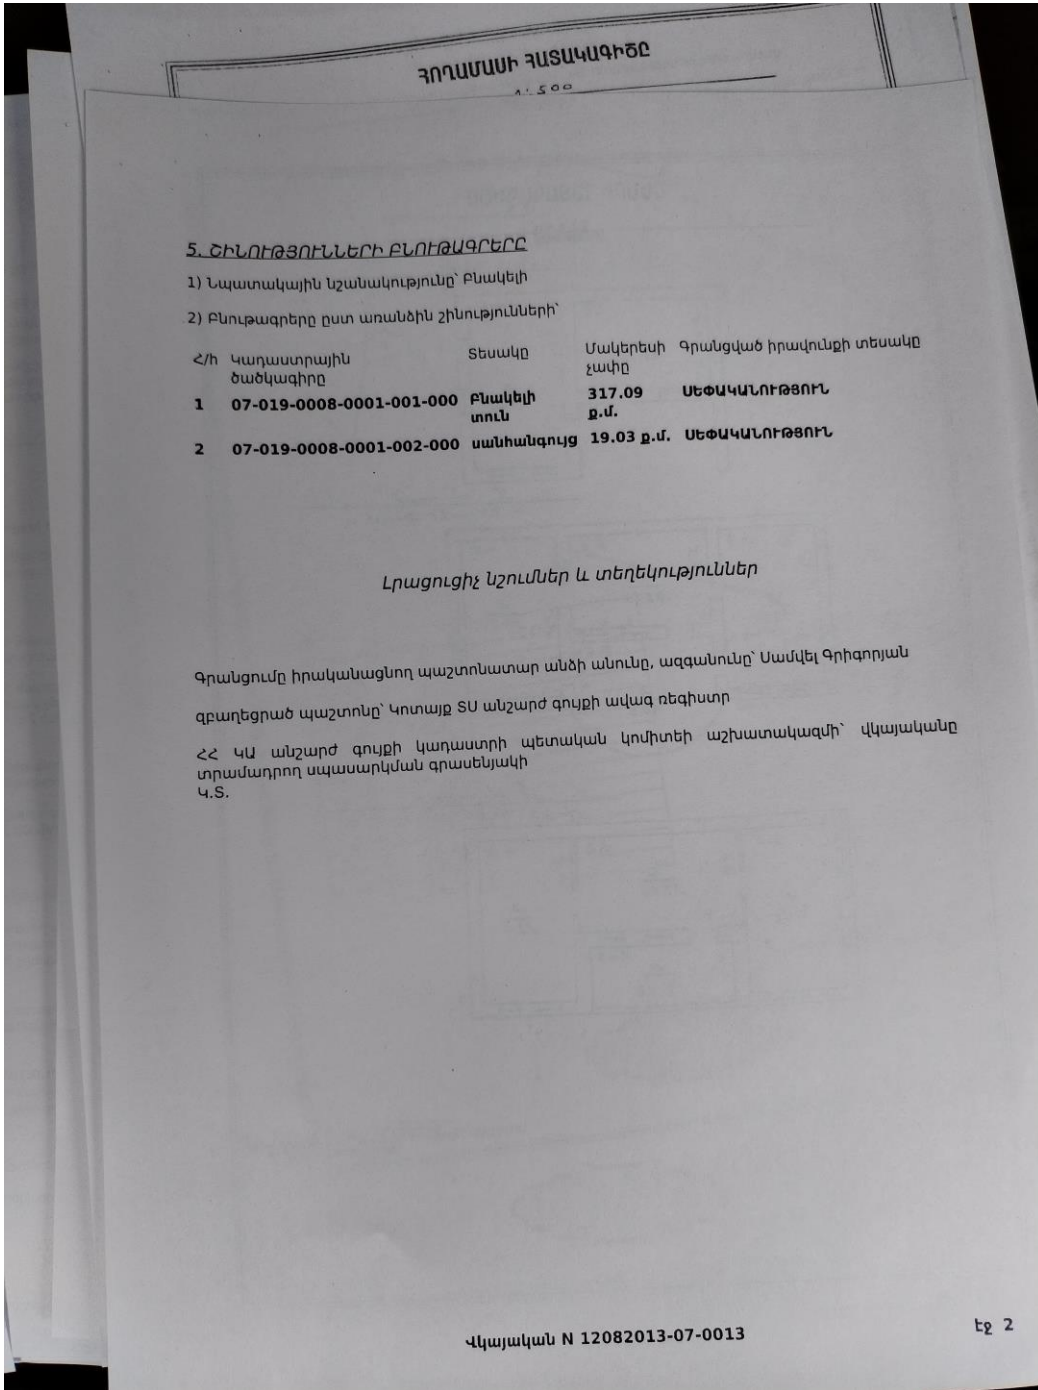 ՀՈՂԱՄԱՍԻ ՀԱՏԱԿԱԳԻԾԸ
1:500
5. ՇԻՆՈՒԹՅՈՒՆՆԵՐԻ ԲՆՈՒԹԱԳՐԵՐԸ
1) Նպատակային նշանակությունը՝ Բնակելի
2) Բնութագրերը ըստ առանձին շինությունների՝
Հ/հ Կադաստրային ծածկագիրը Տեսակը Մակերեսի չափը Գրանցված իրավունքի տեսակը
1 07-019-0008-0001-001-000 Բնակելի տուն 317.09 ք.մ. ՍԵՓԱԿԱՆՈՒԹՅՈՒՆ
2 07-019-0008-0001-002-000 սանհանգույց 19.03 ք.մ. ՍԵՓԱԿԱՆՈՒԹՅՈՒՆ
Լրացուցիչ նշումներ և տեղեկություններ
Գրանցումը իրականացնող պաշտոնատար անձի անունը, ազգանունը՝ Սամվել Գրիգորյան
զբաղեցրած պաշտոնը՝ Կոտայք ՏՍ անշարժ գույքի ավագ ռեգիստր
ՀՀ ԿԱ անշարժ գույքի կադաստրի պետական կոմիտեի աշխատակազմի՝ վկայականը
տրամադրող սպասարկման գրասենյակի
Կ.Տ.
Վկայական N 12082013-07-0013
էջ 2